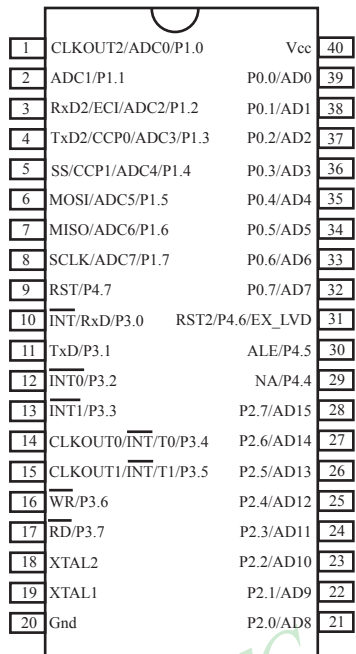 1 CLKOUT2/ADC0/P1.0 Vcc 40
2 ADC1/P1.1 P0.0/AD0 39
3 RxD2/ECI/ADC2/P1.2 P0.1/AD1 38
4 TxD2/CCP0/ADC3/P1.3 P0.2/AD2 37
5 SS/CCP1/ADC4/P1.4 P0.3/AD3 36
6 MOSI/ADC5/P1.5 P0.4/AD4 35
7 MISO/ADC6/P1.6 P0.5/AD5 34
8 SCLK/ADC7/P1.7 P0.6/AD6 33
9 RST/P4.7 P0.7/AD7 32
10 INT/RxD/P3.0 RST2/P4.6/EX_LVD 31
11 TxD/P3.1 ALE/P4.5 30
12 INT0/P3.2 NA/P4.4 29
13 INT1/P3.3 P2.7/AD15 28
14 CLKOUT0/INT/T0/P3.4 P2.6/AD14 27
15 CLKOUT1/INT/T1/P3.5 P2.5/AD13 26
16 WR/P3.6 P2.4/AD12 25
17 RD/P3.7 P2.3/AD11 24
18 XTAL2 P2.2/AD10 23
19 XTAL1 P2.1/AD9 22
20 Gnd P2.0/AD8 21